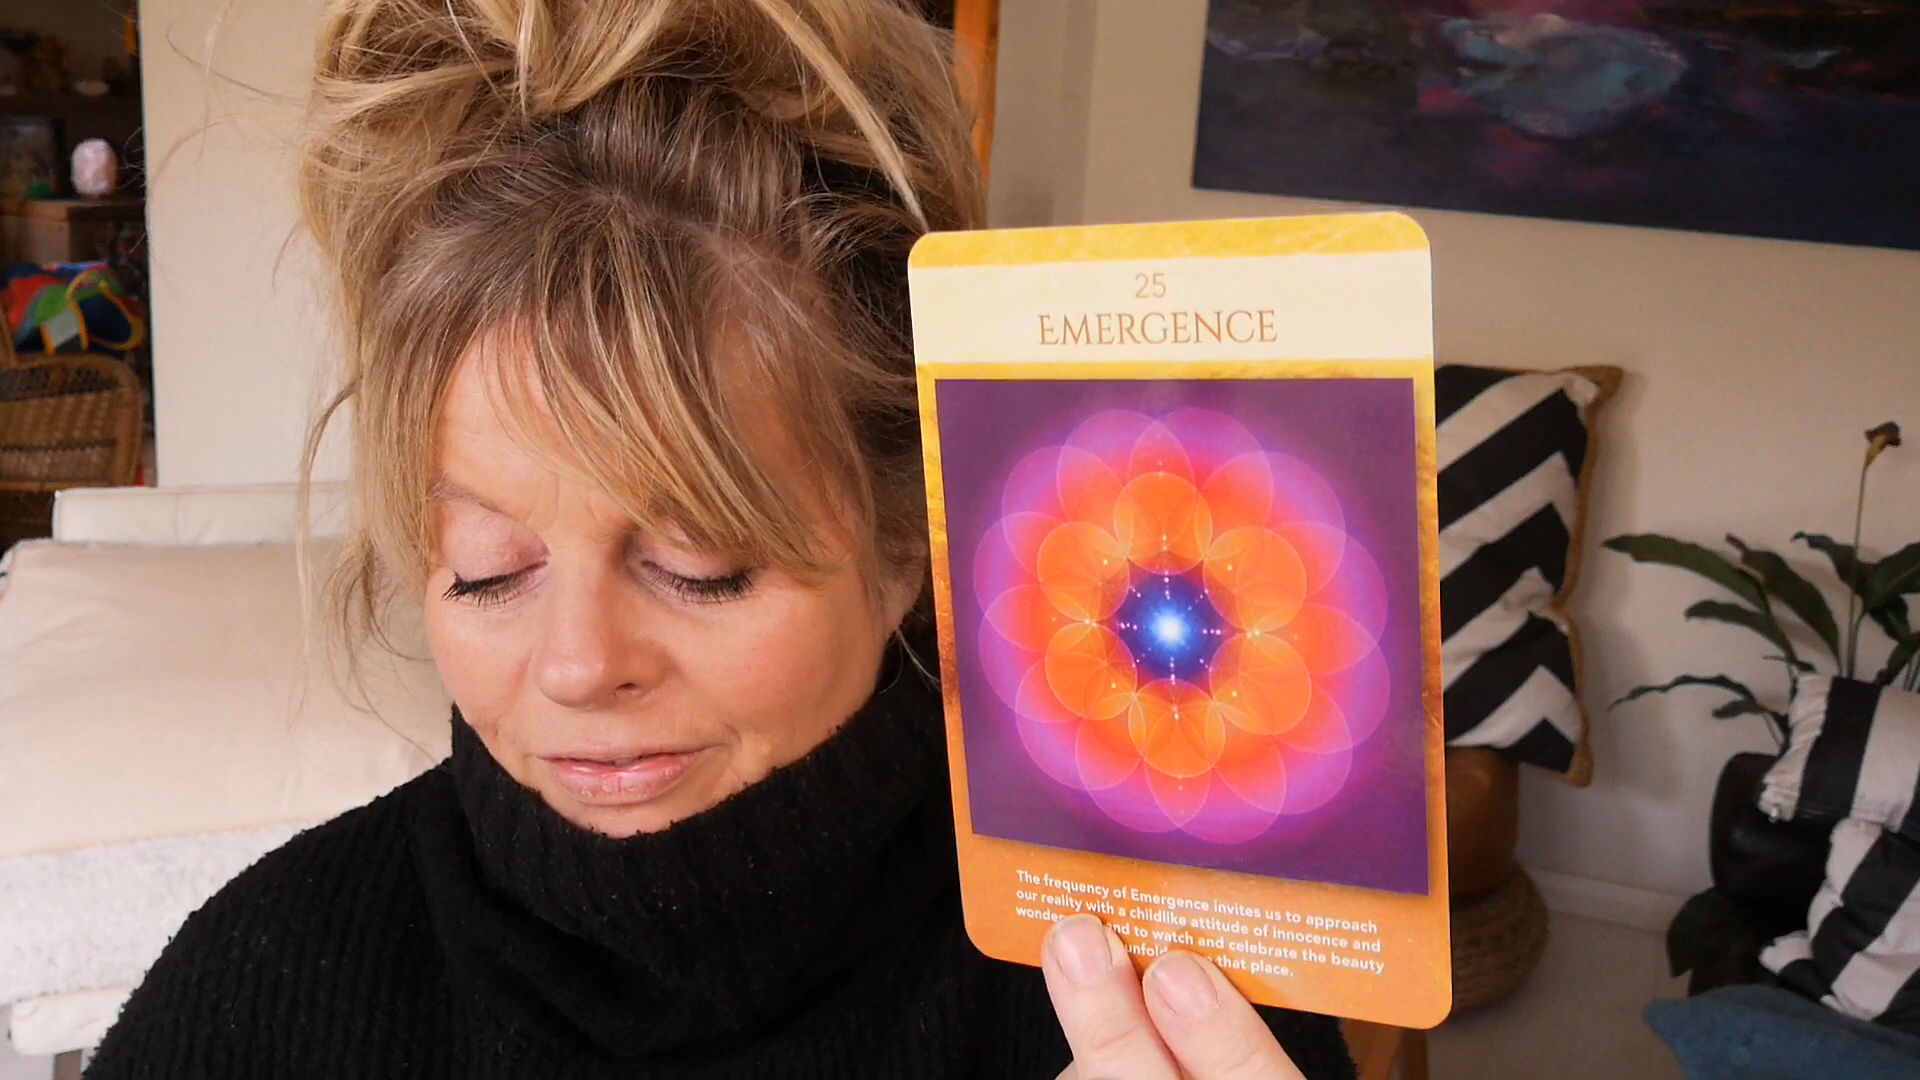 25
EMERGENCE
The frequency of Emergence invites us to approach
our reality with a childlike attitude of innocence and
and to watch and celebrate the beauty
that place.